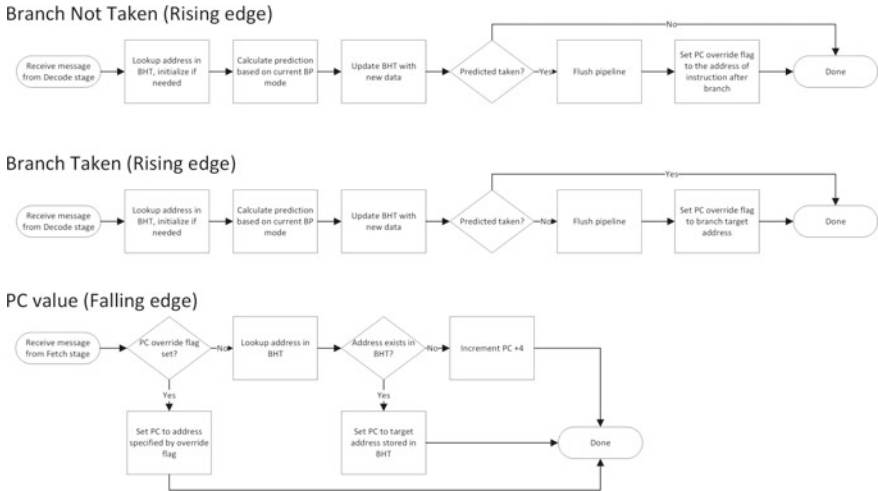 Branch Not Taken (Rising edge)
No
Receive message
from Decode stage
Lookup address in
BHT, initialize if
needed
Calculate prediction
based on current BP
mode
Update BHT with
new data
Predicted taken?
Yes
Flush pipeline
Set PC override flag
to the address of
instruction after
branch
Done
Branch Taken (Rising edge)
Yes
Receive message
from Decode stage
Lookup address in
BHT, initialize if
needed
Calculate prediction
based on current BP
mode
Update BHT with
new data
Predicted taken?
No
Flush pipeline
Set PC override flag
to branch target
address
Done
PC value (Falling edge)
Receive message
from Fetch stage
PC override flag
set?
No
Lookup address in
BHT
Address exists in
BHT?
No
Increment PC +4
Yes
Yes
Set PC to address
specified by override
flag
Set PC to target
address stored in
BHT
Done